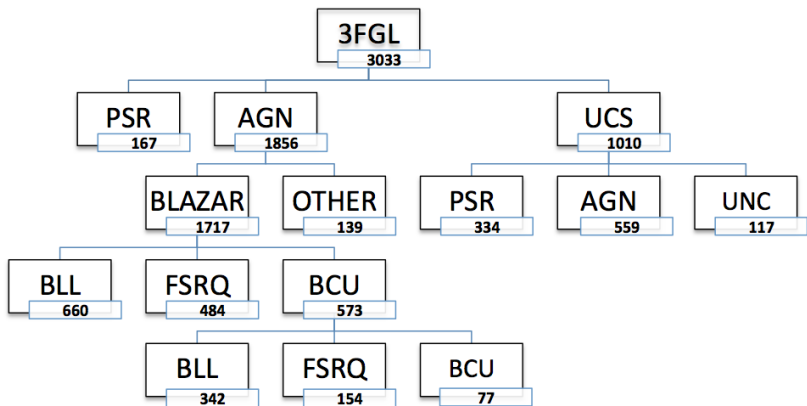 3FGL
3033
PSR
167
AGN
1856
UCS
1010
BLAZAR
1717
OTHER
139
PSR
334
AGN
559
UNC
117
BLL
660
FSRQ
484
BCU
573
BLL
342
FSRQ
154
BCU
77